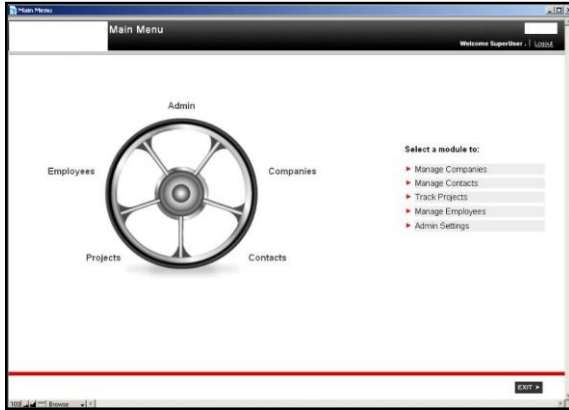 Main Menu
Main Menu
Welcome SuperUser . | Logout
Admin
Employees
Companies
Projects
Contacts
Select a module to:
Manage Companies
Manage Contacts
Track Projects
Manage Employees
Admin Settings
EXIT
100 Browse